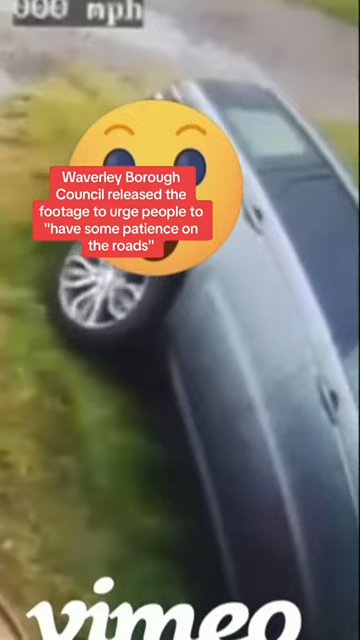 000 mph
Waverley Borough
Council released the
footage to urge people to
"have some patience on
the roads"
vimeo